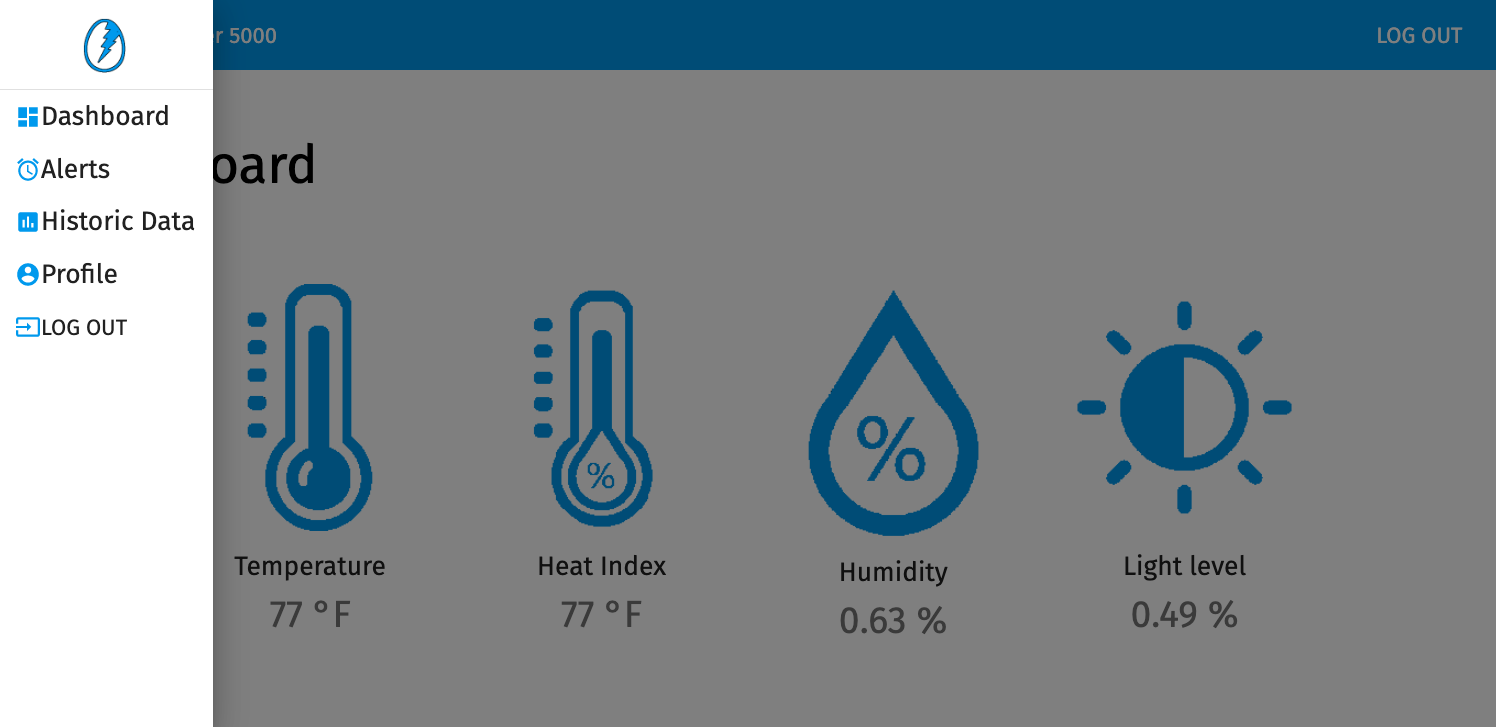 5000
LOG OUT
Dashboard
Alerts
Historic Data
Profile
LOG OUT
oard
%
%
Temperature
77 °F
Heat Index
77 °F
Humidity
0.63 %
Light level
0.49 %